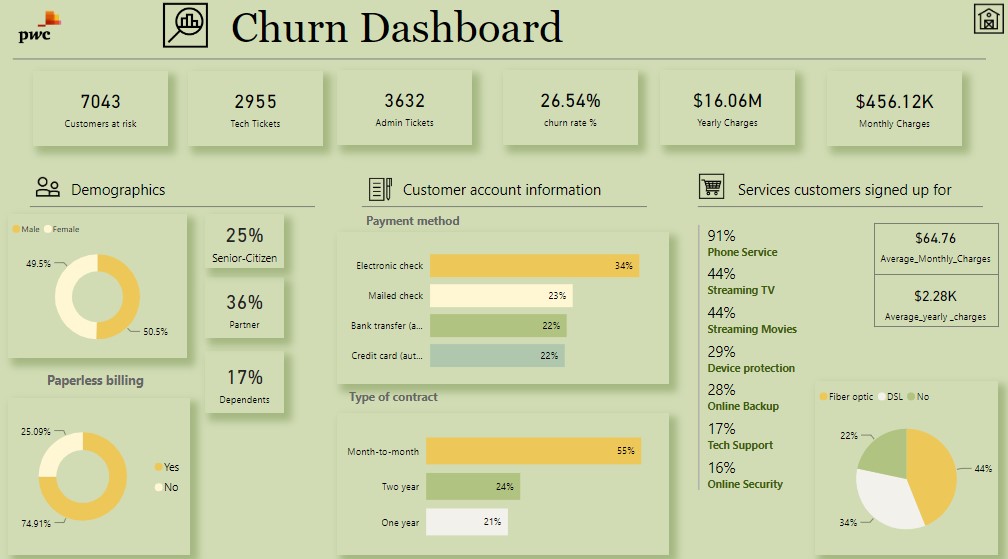 pwc
Churn Dashboard
7043
Customers at risk
2955
Tech Tickets
3632
Admin Tickets
26.54%
churn rate %
$16.06M
Yearly Charges
$456.12K
Monthly Charges
Demographics
Male Female
49.5%
50.5%
25%
Senior-Citizen
36%
Partner
17%
Dependents
Paperless billing
25.09%
74.91%
Yes
No
Customer account information
Payment method
Electronic check 34%
Mailed check 23%
Bank transfer (a... 22%
Credit card (aut... 22%
Type of contract
Month-to-month 55%
Two year 24%
One year 21%
Services customers signed up for
91%
Phone Service
44%
Streaming TV
44%
Streaming Movies
29%
Device protection
28%
Online Backup
17%
Tech Support
16%
Online Security
$64.76
Average_Monthly_Charges
$2.28K
Average_yearly _charges
Fiber optic DSL No
22%
44%
34%